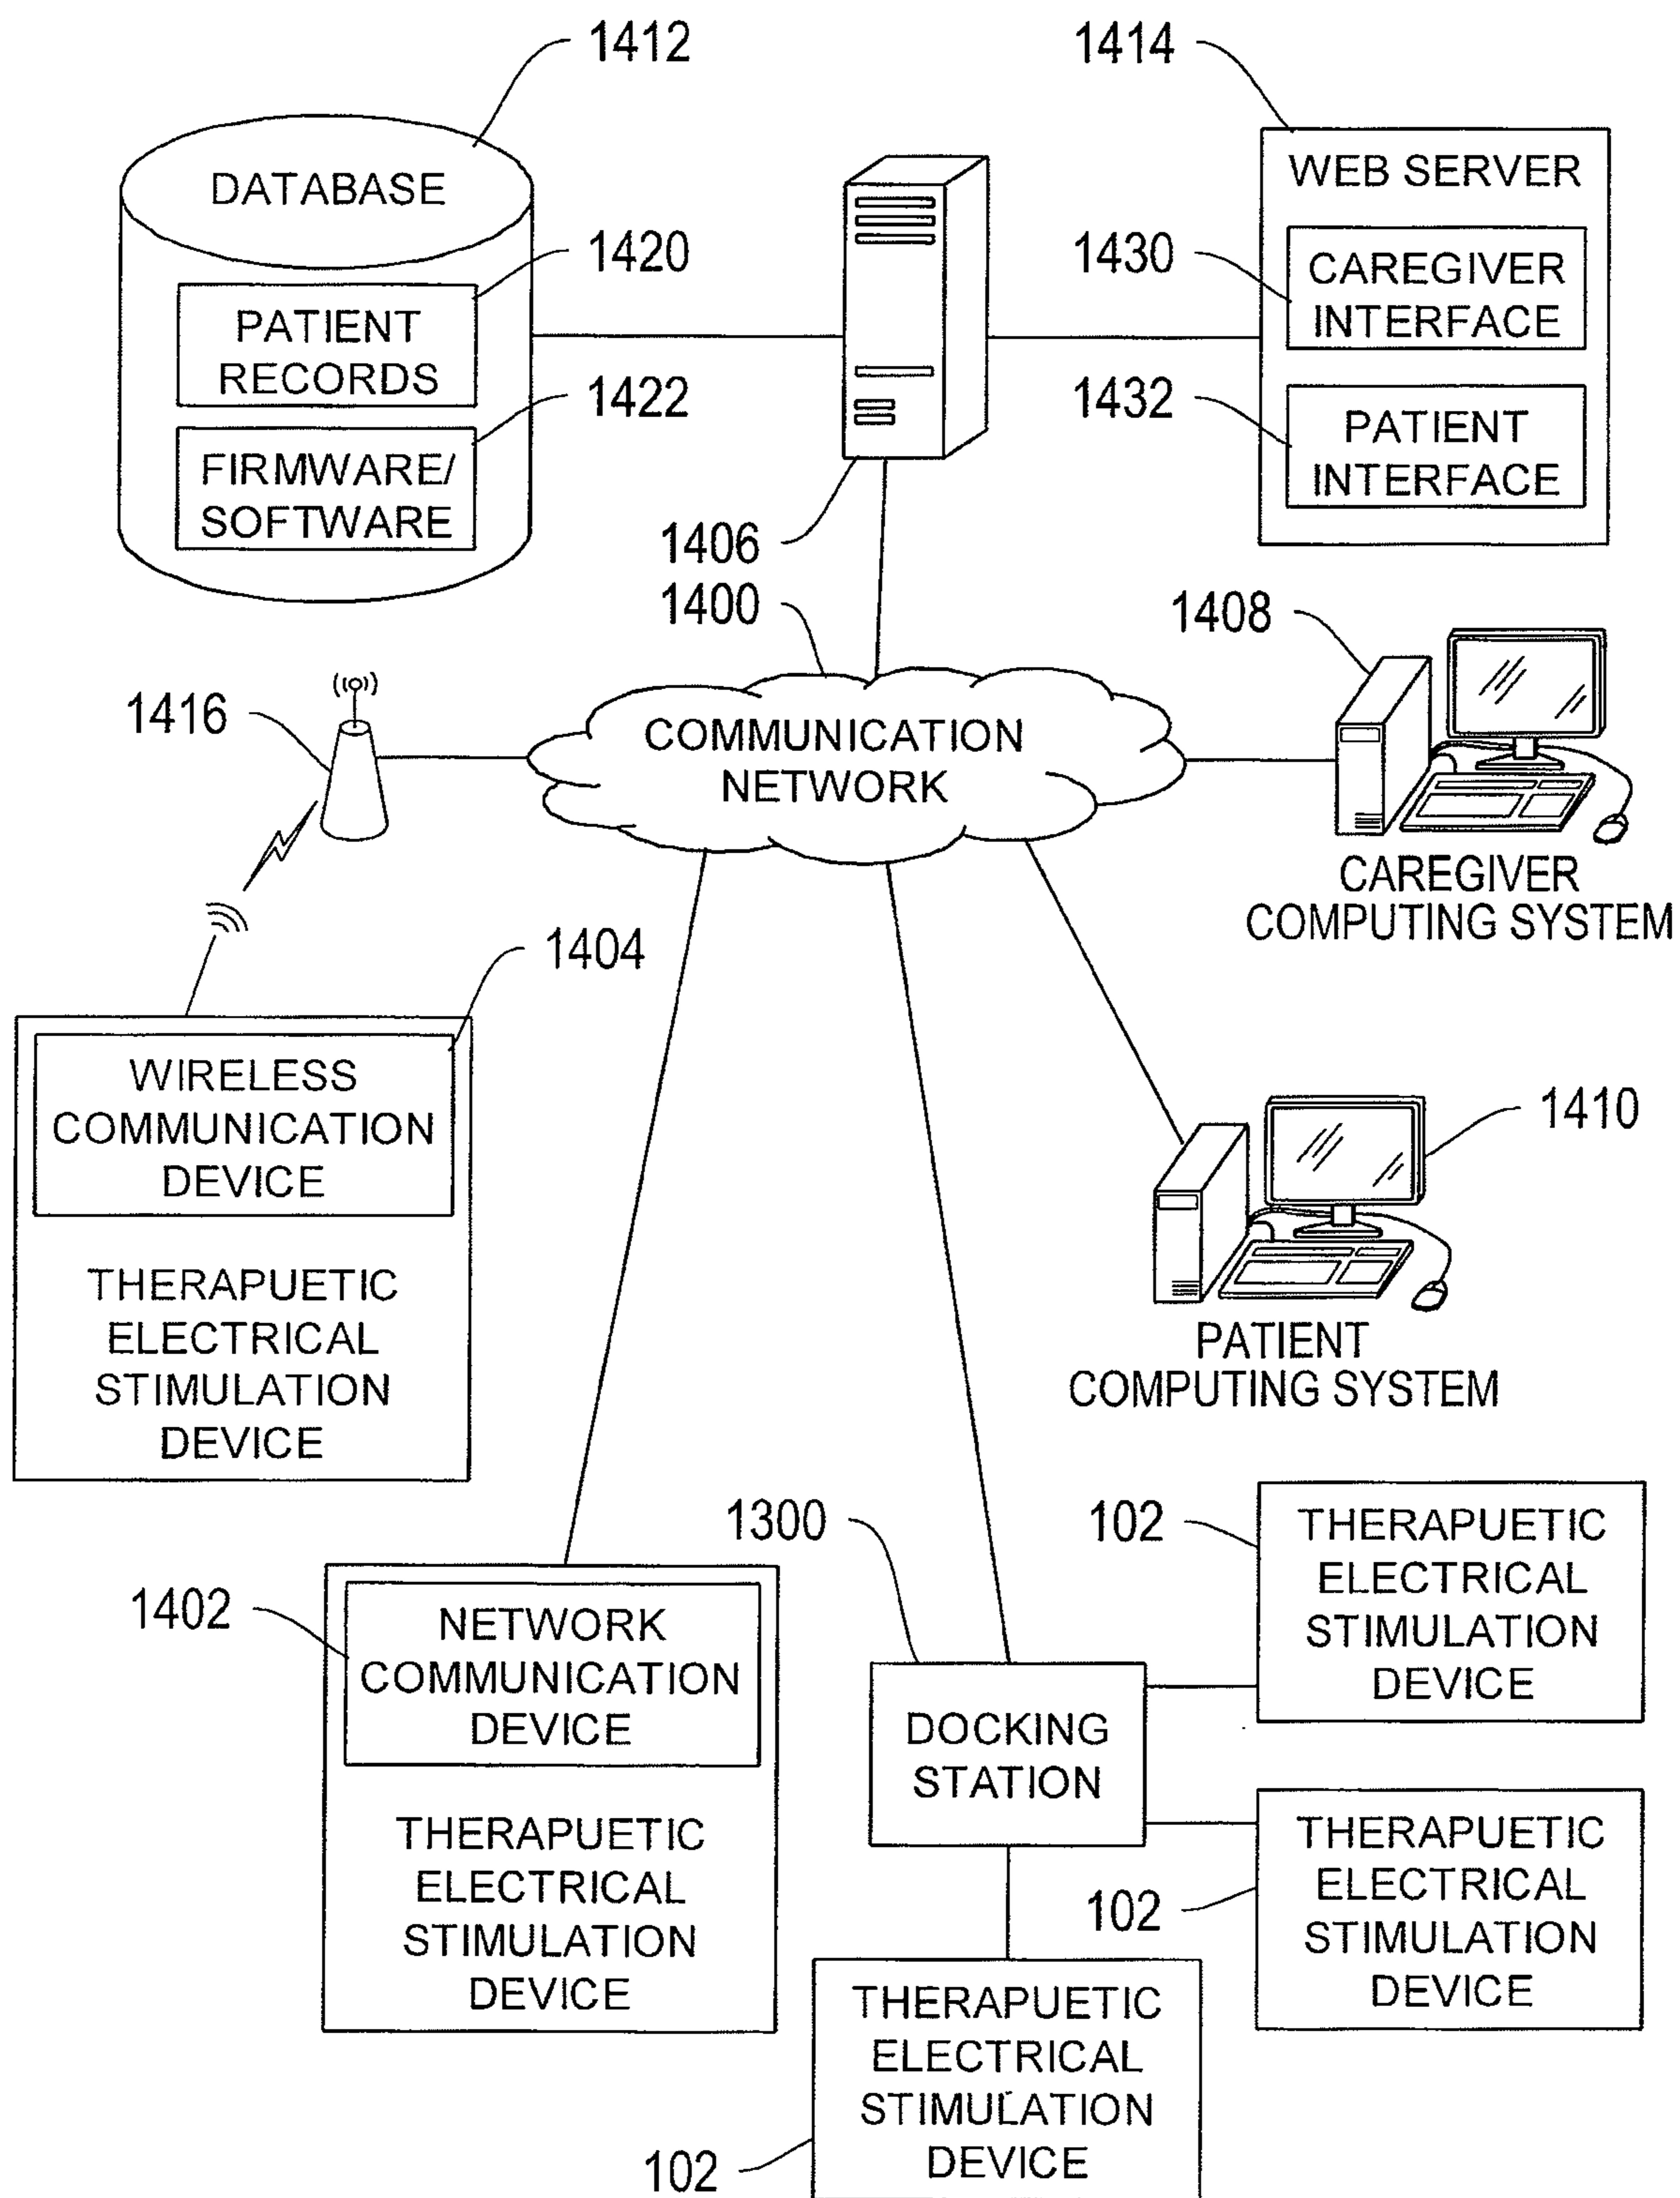 1412
1414
DATABASE
WEB SERVER
1420
1430
PATIENT
RECORDS
CAREGIVER
INTERFACE
1422
1432
FIRMWARE/
SOFTWARE
PATIENT
INTERFACE
1406
1400
1408
1416
COMMUNICATION
NETWORK
CAREGIVER
COMPUTING SYSTEM
1404
WIRELESS
COMMUNICATION
DEVICE
THERAPUETIC
ELECTRICAL
STIMULATION
DEVICE
1410
PATIENT
COMPUTING SYSTEM
1300
102
THERAPUETIC
ELECTRICAL
STIMULATION
DEVICE
1402
NETWORK
COMMUNICATION
DEVICE
THERAPUETIC
ELECTRICAL
STIMULATION
DEVICE
DOCKING
STATION
102
THERAPUETIC
ELECTRICAL
STIMULATION
DEVICE
102
THERAPUETIC
ELECTRICAL
STIMULATION
DEVICE